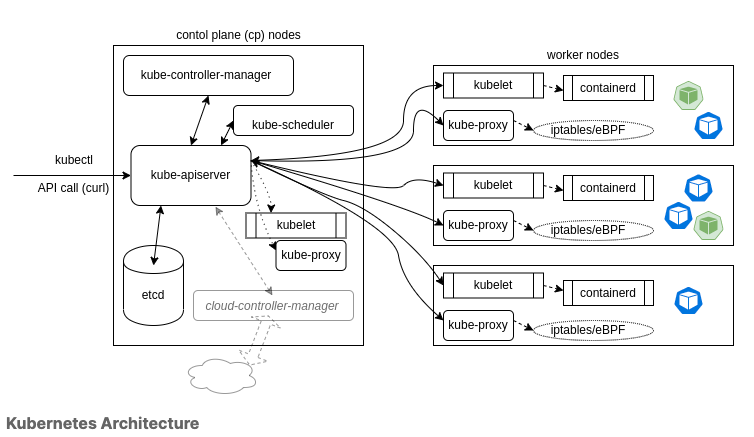 contol plane (cp) nodes
worker nodes
kube-controller-manager
kube-scheduler
kubectl
API call (curl)
kube-apiserver
kubelet
kube-proxy
etcd
cloud-controller-manager
kubelet
containerd
kube-proxy
iptables/eBPF
kubelet
containerd
kube-proxy
iptables/eBPF
kubelet
containerd
kube-proxy
iptables/eBPF
Kubernetes Architecture